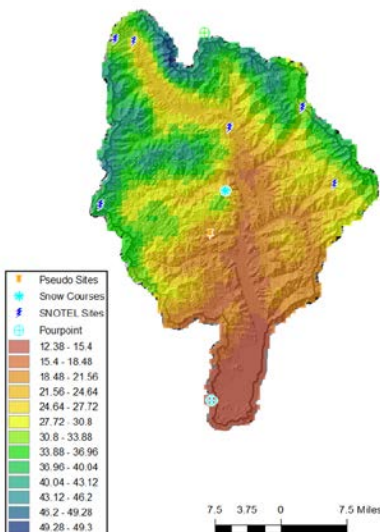 Pseudo Sites
Snow Courses
SNOTEL Sites
Pourpoint
12.38 - 15.4
15.4 - 18.48
18.48 - 21.56
21.56 - 24.64
24.64 - 27.72
27.72 - 30.8
30.8 - 33.88
33.88 - 36.96
36.96 - 40.04
40.04 - 43.12
43.12 - 46.2
46.2 - 49.28
49.28 - 49.3
7.5 3.75 0 7.5 Miles